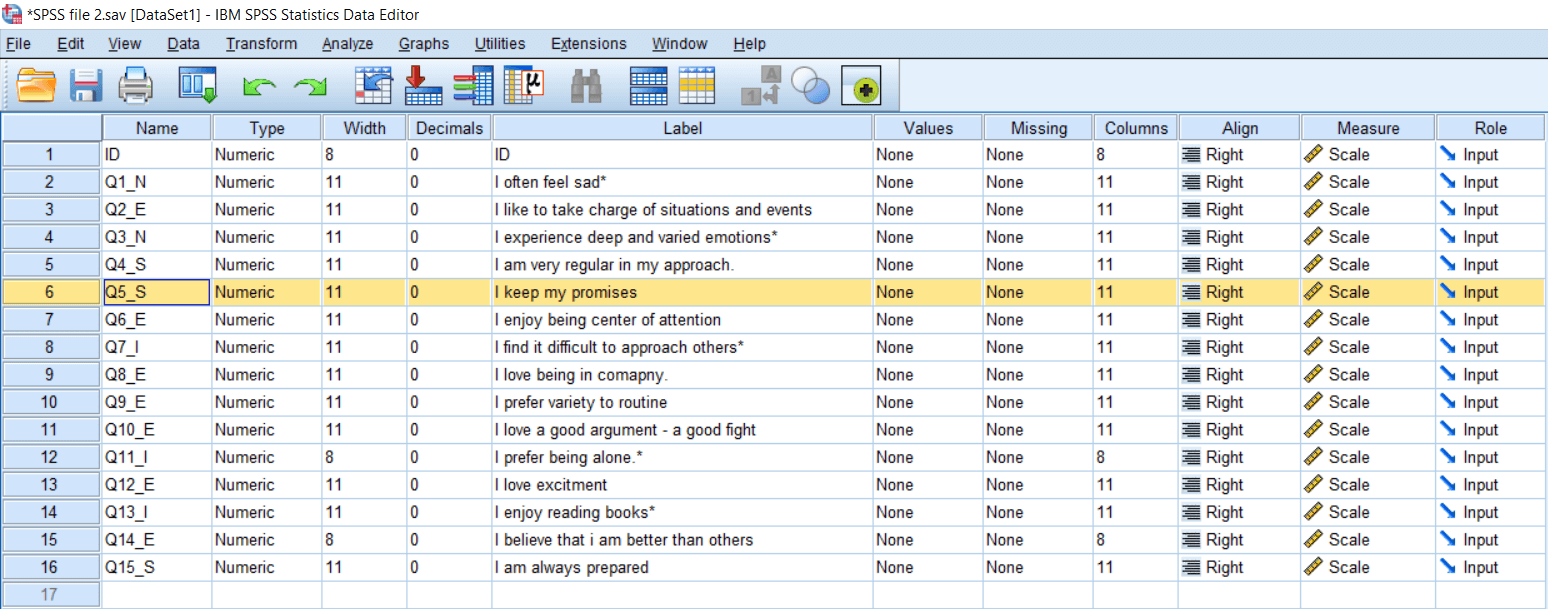 *SPSS file 2.sav [DataSet1] - IBM SPSS Statistics Data Editor
File Edit View Data Transform Analyze Graphs Utilities Extensions Window Help
Name Type Width Decimals Label Values Missing Columns Align Measure Role
1 ID Numeric 8 0 ID None None 8 Right Scale Input
2 Q1_N Numeric 11 0 I often feel sad* None None 11 Right Scale Input
3 Q2_E Numeric 11 0 I like to take charge of situations and events None None 11 Right Scale Input
4 Q3_N Numeric 11 0 I experience deep and varied emotions* None None 11 Right Scale Input
5 Q4_S Numeric 11 0 I am very regular in my approach. None None 11 Right Scale Input
6 Q5_S Numeric 11 0 I keep my promises None None 11 Right Scale Input
7 Q6_E Numeric 11 0 I enjoy being center of attention None None 11 Right Scale Input
8 Q7_I Numeric 11 0 I find it difficult to approach others* None None 11 Right Scale Input
9 Q8_E Numeric 11 0 I love being in comapny. None None 11 Right Scale Input
10 Q9_E Numeric 11 0 I prefer variety to routine None None 11 Right Scale Input
11 Q10_E Numeric 11 0 I love a good argument - a good fight None None 11 Right Scale Input
12 Q11_I Numeric 8 0 I prefer being alone.* None None 8 Right Scale Input
13 Q12_E Numeric 11 0 I love excitment None None 11 Right Scale Input
14 Q13_I Numeric 11 0 I enjoy reading books* None None 11 Right Scale Input
15 Q14_E Numeric 8 0 I believe that i am better than others None None 8 Right Scale Input
16 Q15_S Numeric 11 0 I am always prepared None None 11 Right Scale Input
17